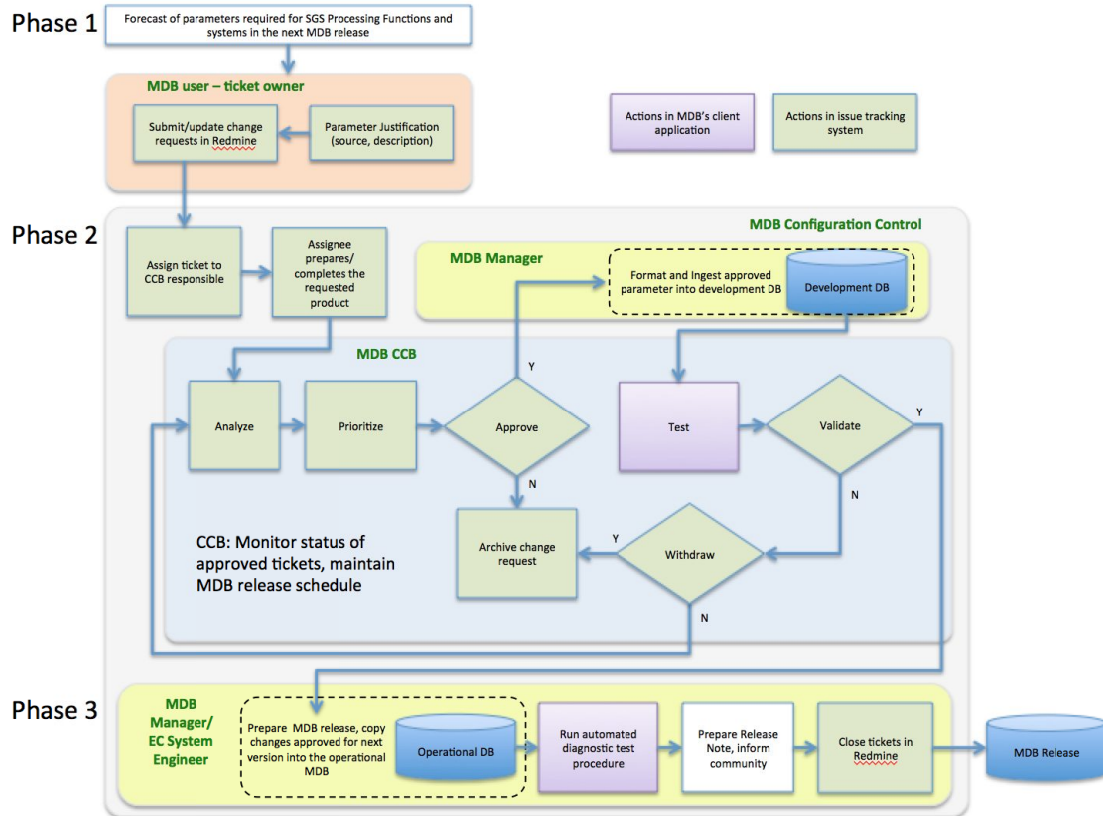 Phase 1
Forecast of parameters required for SGS Processing Functions and
systems in the next MDB release
MDB user – ticket owner
Submit/update change
requests in Redmine
Parameter Justification
(source, description)
Actions in MDB's client
application
Actions in issue tracking
system
Phase 2
MDB Configuration Control
Assign ticket to
CCB responsible
Assignee
prepares/
completes the
requested
product
MDB Manager
Format and Ingest approved
parameter into development DB
Development DB
MDB CCB
Y
Analyze
Prioritize
Approve
Test
Validate
Y
N
N
Archive change
request
Y
Withdraw
N
CCB: Monitor status of
approved tickets, maintain
MDB release schedule
Phase 3
MDB
Manager/
EC System
Engineer
Prepare MDB release, copy
changes approved for next
version into the operational
MDB
Operational DB
Run automated
diagnostic test
procedure
Prepare Release
Note, inform
community
Close tickets in
Redmine
MDB Release